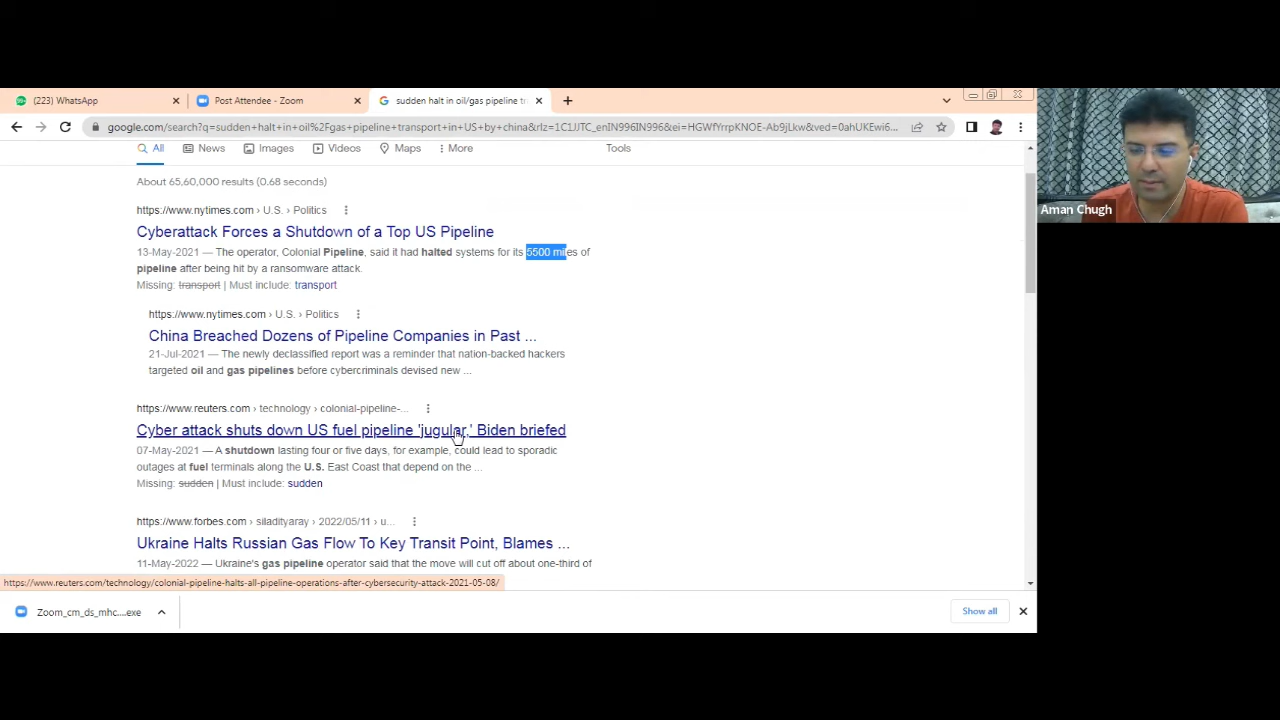 (223) WhatsApp
Post Attendee - Zoom
sudden halt in oil/gas pipeline tr
google.com/search?q=sudden+halt+in+oil%2Fgas+pipeline+transport+in+US+by+china&rlz=1C1JJTC_enIN996IN996&ei=HGWfYrrpKNOE-Ab9jLkw&ved=0ahUKEwi6...
All
News
Images
Videos
Maps
More
Tools
About 65,60,000 results (0.68 seconds)
https://www.nytimes.com › U.S. › Politics
Cyberattack Forces a Shutdown of a Top US Pipeline
13-May-2021 — The operator, Colonial Pipeline, said it had halted systems for its 5500 miles of
pipeline after being hit by a ransomware attack.
Missing: transport | Must include: transport
https://www.nytimes.com › U.S. › Politics
China Breached Dozens of Pipeline Companies in Past ...
21-Jul-2021 — The newly declassified report was a reminder that nation-backed hackers
targeted oil and gas pipelines before cybercriminals devised new ...
https://www.reuters.com › technology › colonial-pipeline-...
Cyber attack shuts down US fuel pipeline 'jugular,' Biden briefed
07-May-2021 — A shutdown lasting four or five days, for example, could lead to sporadic
outages at fuel terminals along the U.S. East Coast that depend on the ...
Missing: sudden | Must include: sudden
https://www.forbes.com › siladityaray › 2022/05/11 › u...
Ukraine Halts Russian Gas Flow To Key Transit Point, Blames ...
11-May-2022 — Ukraine's gas pipeline operator said that the move will cut off about one-third of
https://www.reuters.com/technology/colonial-pipeline-halts-all-pipeline-operations-after-cybersecurity-attack-2021-05-08/
Zoom_cm_ds_mhc....exe
Show all
Aman Chugh